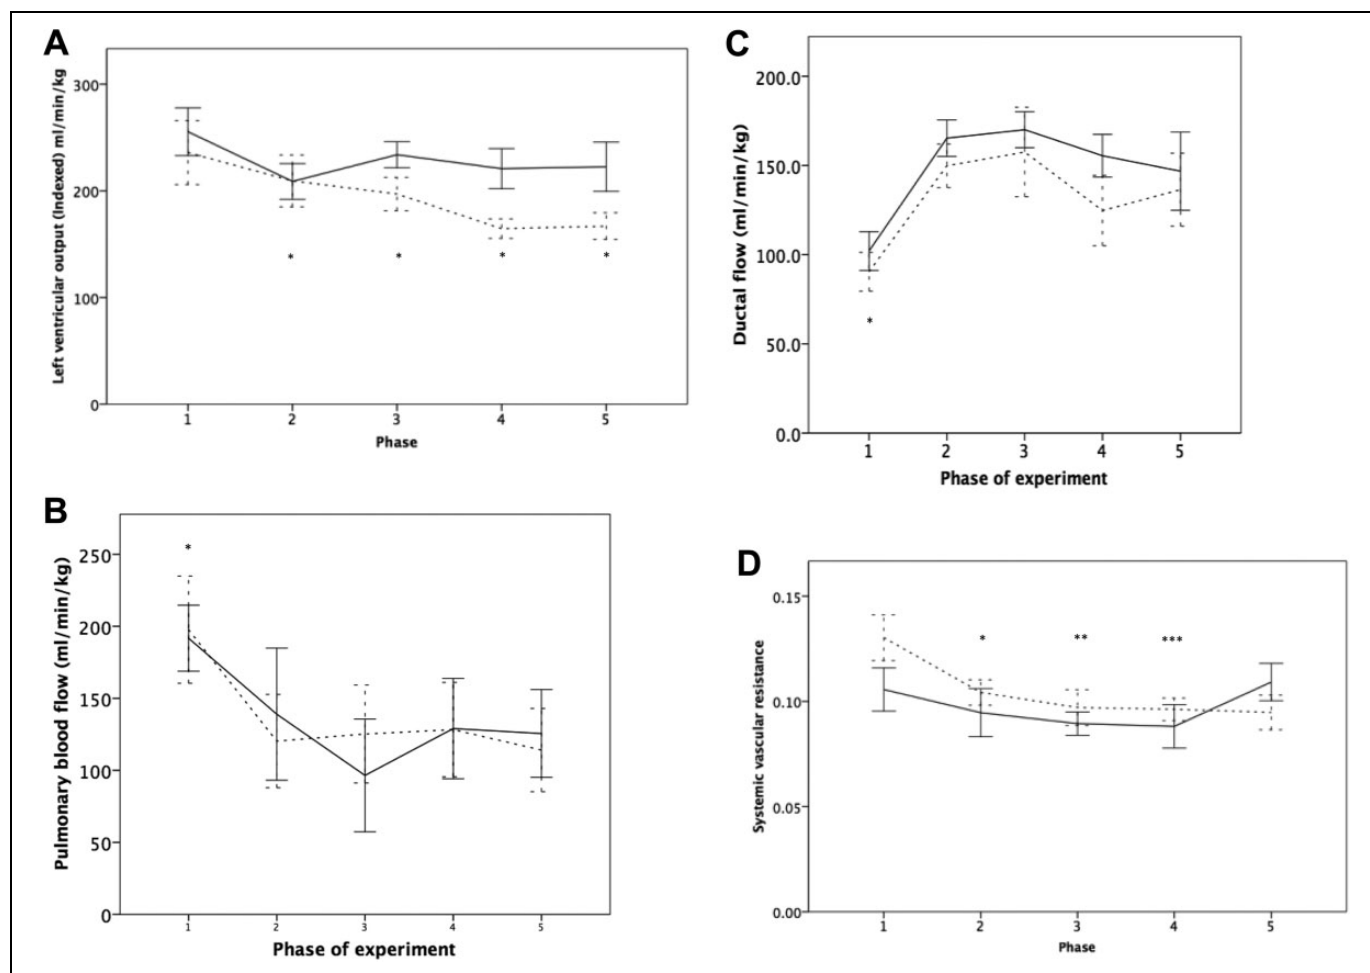 A
Left ventricular output (Indexed) ml/min/kg
300
200
100
0
1 2 3 4 5
Phase
* * * *
C
Ductal flow (ml/min/kg)
200.0
150.0
100.0
50.0
0.0
1 2 3 4 5
Phase of experiment
*
B
Pulmonary blood flow (ml/min/kg)
250
200
150
100
50
0
1 2 3 4 5
Phase of experiment
*
D
Systemic vascular resistance
0.15
0.10
0.05
0.00
1 2 3 4 5
Phase
* ** ***